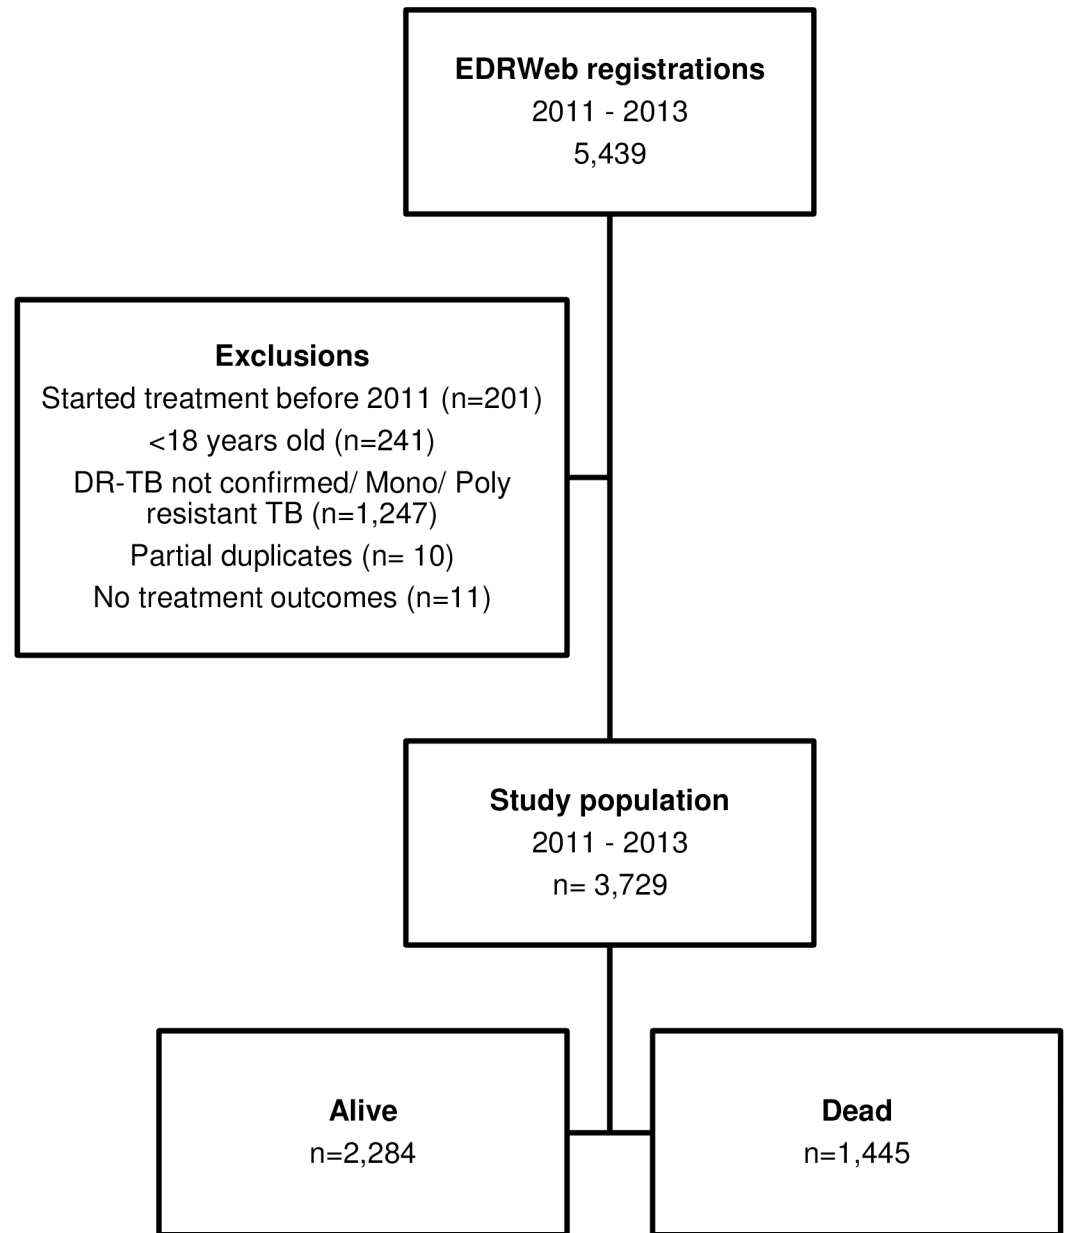 EDRWeb registrations
2011 - 2013
5,439
Exclusions
Started treatment before 2011 (n=201)
<18 years old (n=241)
DR-TB not confirmed/ Mono/ Poly
resistant TB (n=1,247)
Partial duplicates (n= 10)
No treatment outcomes (n=11)
Study population
2011 - 2013
n= 3,729
Alive
n=2,284
Dead
n=1,445